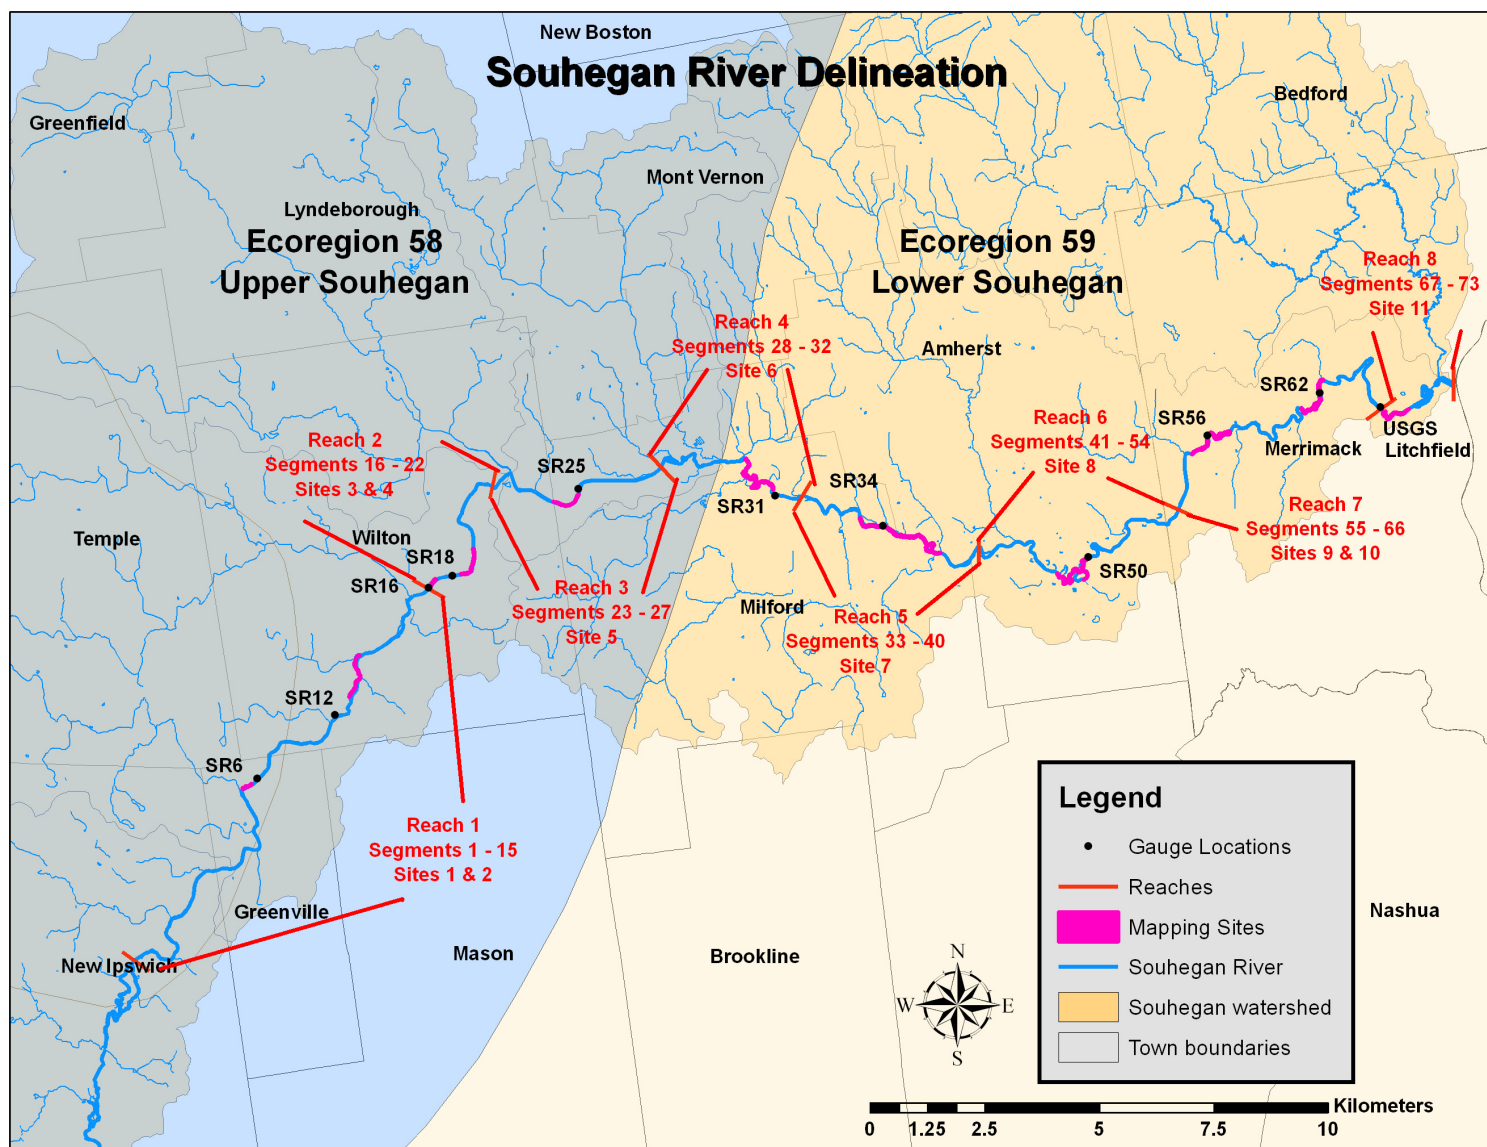 New Boston
Souhegan River Delineation
Bedford
Greenfield
Mont Vernon
Lyndeborough
Ecoregion 58
Upper Souhegan
Ecoregion 59
Lower Souhegan
Reach 8
Segments 67 - 73
Site 11
Reach 4
Segments 28 - 32
Site 6
Amherst
SR62
SR56
Reach 6
Segments 41 - 54
Site 8
USGS
Merrimack
Litchfield
Reach 2
Segments 16 - 22
Sites 3 & 4
SR25
SR31
SR34
Reach 7
Segments 55 - 66
Sites 9 & 10
Temple
Wilton
SR18
SR16
SR50
Reach 3
Segments 23 - 27
Site 5
Milford
Reach 5
Segments 33 - 40
Site 7
SR12
SR6
Reach 1
Segments 1 - 15
Sites 1 & 2
Greenville
New Ipswich
Mason
Brookline
Nashua
N
W
E
S
Legend
Gauge Locations
Reaches
Mapping Sites
Souhegan River
Souhegan watershed
Town boundaries
Kilometers
0 1.25 2.5 5 7.5 10